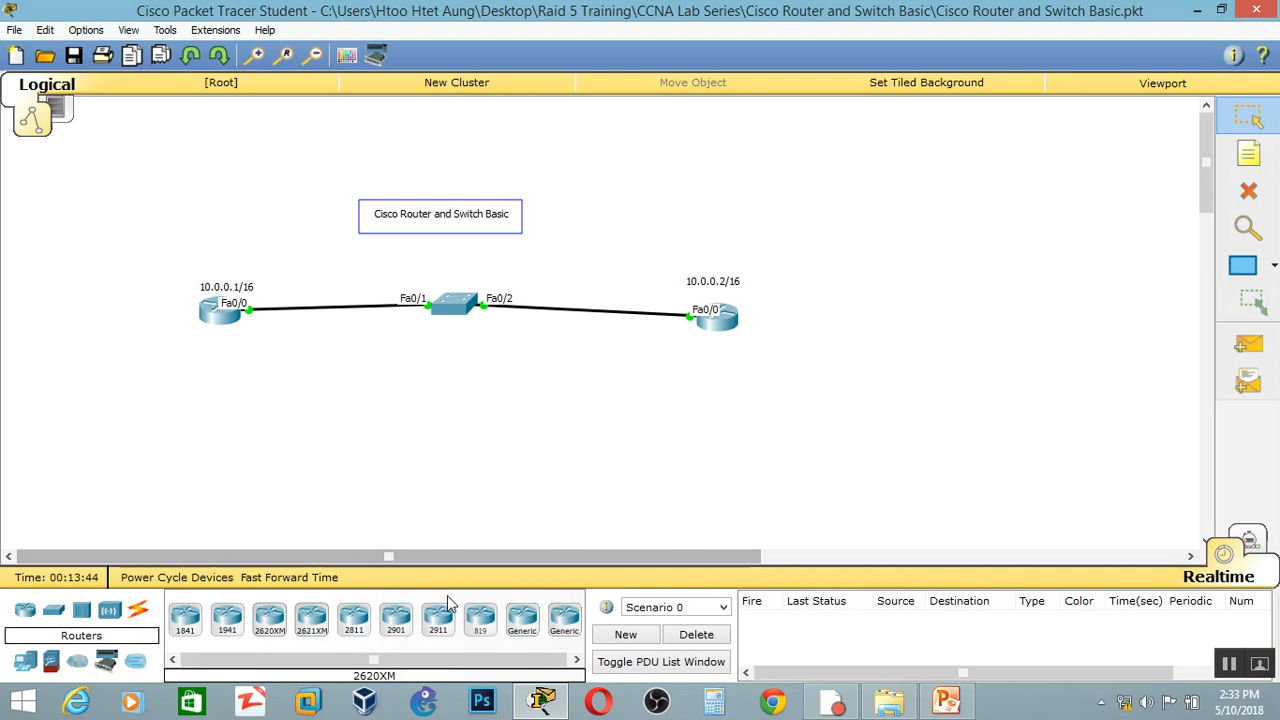 Cisco Packet Tracer Student - C:\Users\Htoo Htet Aung\Desktop\Raid 5 Training\CCNA Lab Series\Cisco Router and Switch Basic\Cisco Router and Switch Basic.pkt
File Edit Options View Tools Extensions Help
Logical [Root] New Cluster Move Object Set Tiled Background Viewport
Cisco Router and Switch Basic
10.0.0.1/16 10.0.0.2/16
Fa0/0 Fa0/1 Fa0/2 Fa0/0
Time: 00:13:44 Power Cycle Devices Fast Forward Time Realtime
Scenario 0 Fire Last Status Source Destination Type Color Time(sec) Periodic Num
1841 1941 2620XM 2621XM 2811 2901 2911 819 Generic Generic
Routers New Delete
Toggle PDU List Window
2620XM
2:33 PM
5/10/2018